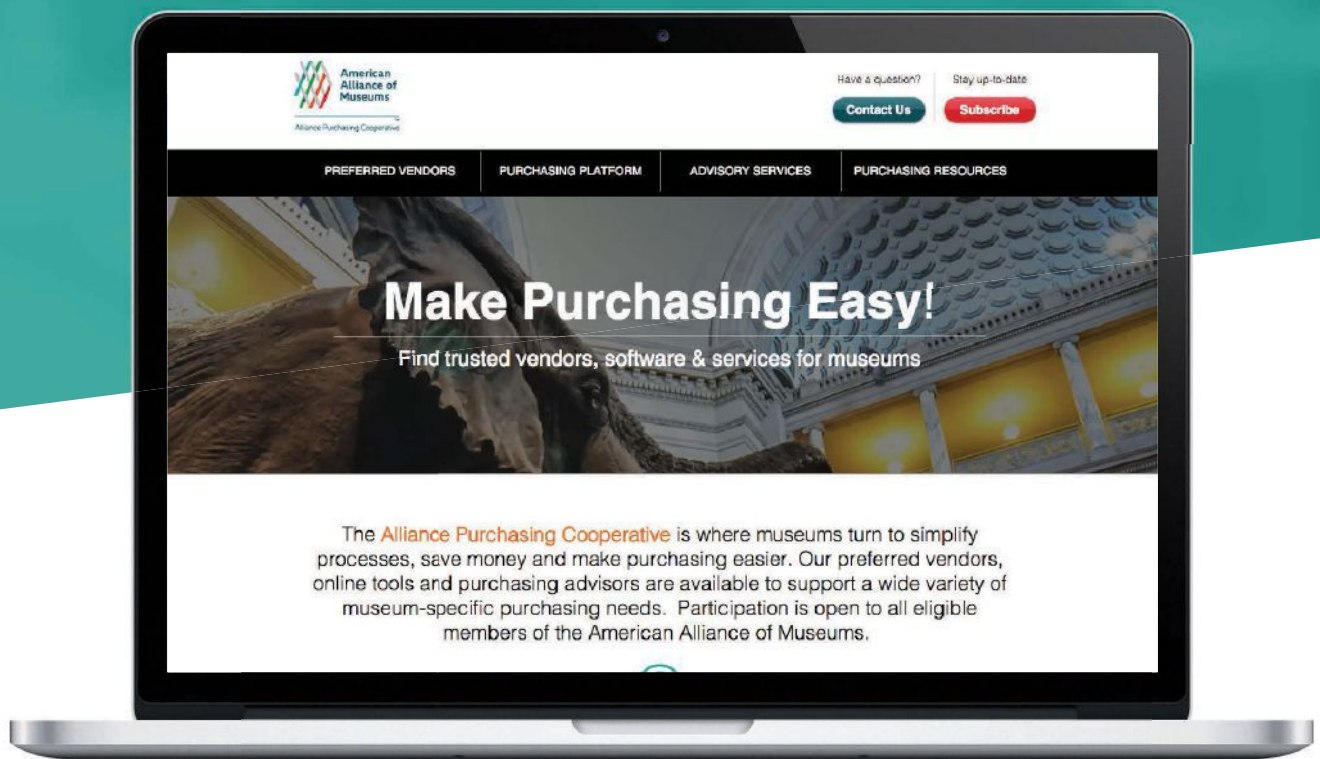 American
Alliance of
Museums
™
Alliance Purchasing Cooperative
Have a question?
Stay up-to-date
Contact Us
Subscribe
PREFERRED VENDORS
PURCHASING PLATFORM
ADVISORY SERVICES
PURCHASING RESOURCES
Make Purchasing Easy!
Find trusted vendors, software & services for museums
The Alliance Purchasing Cooperative is where museums turn to simplify
processes, save money and make purchasing easier. Our preferred vendors,
online tools and purchasing advisors are available to support a wide variety of
museum-specific purchasing needs. Participation is open to all eligible
members of the American Alliance of Museums.